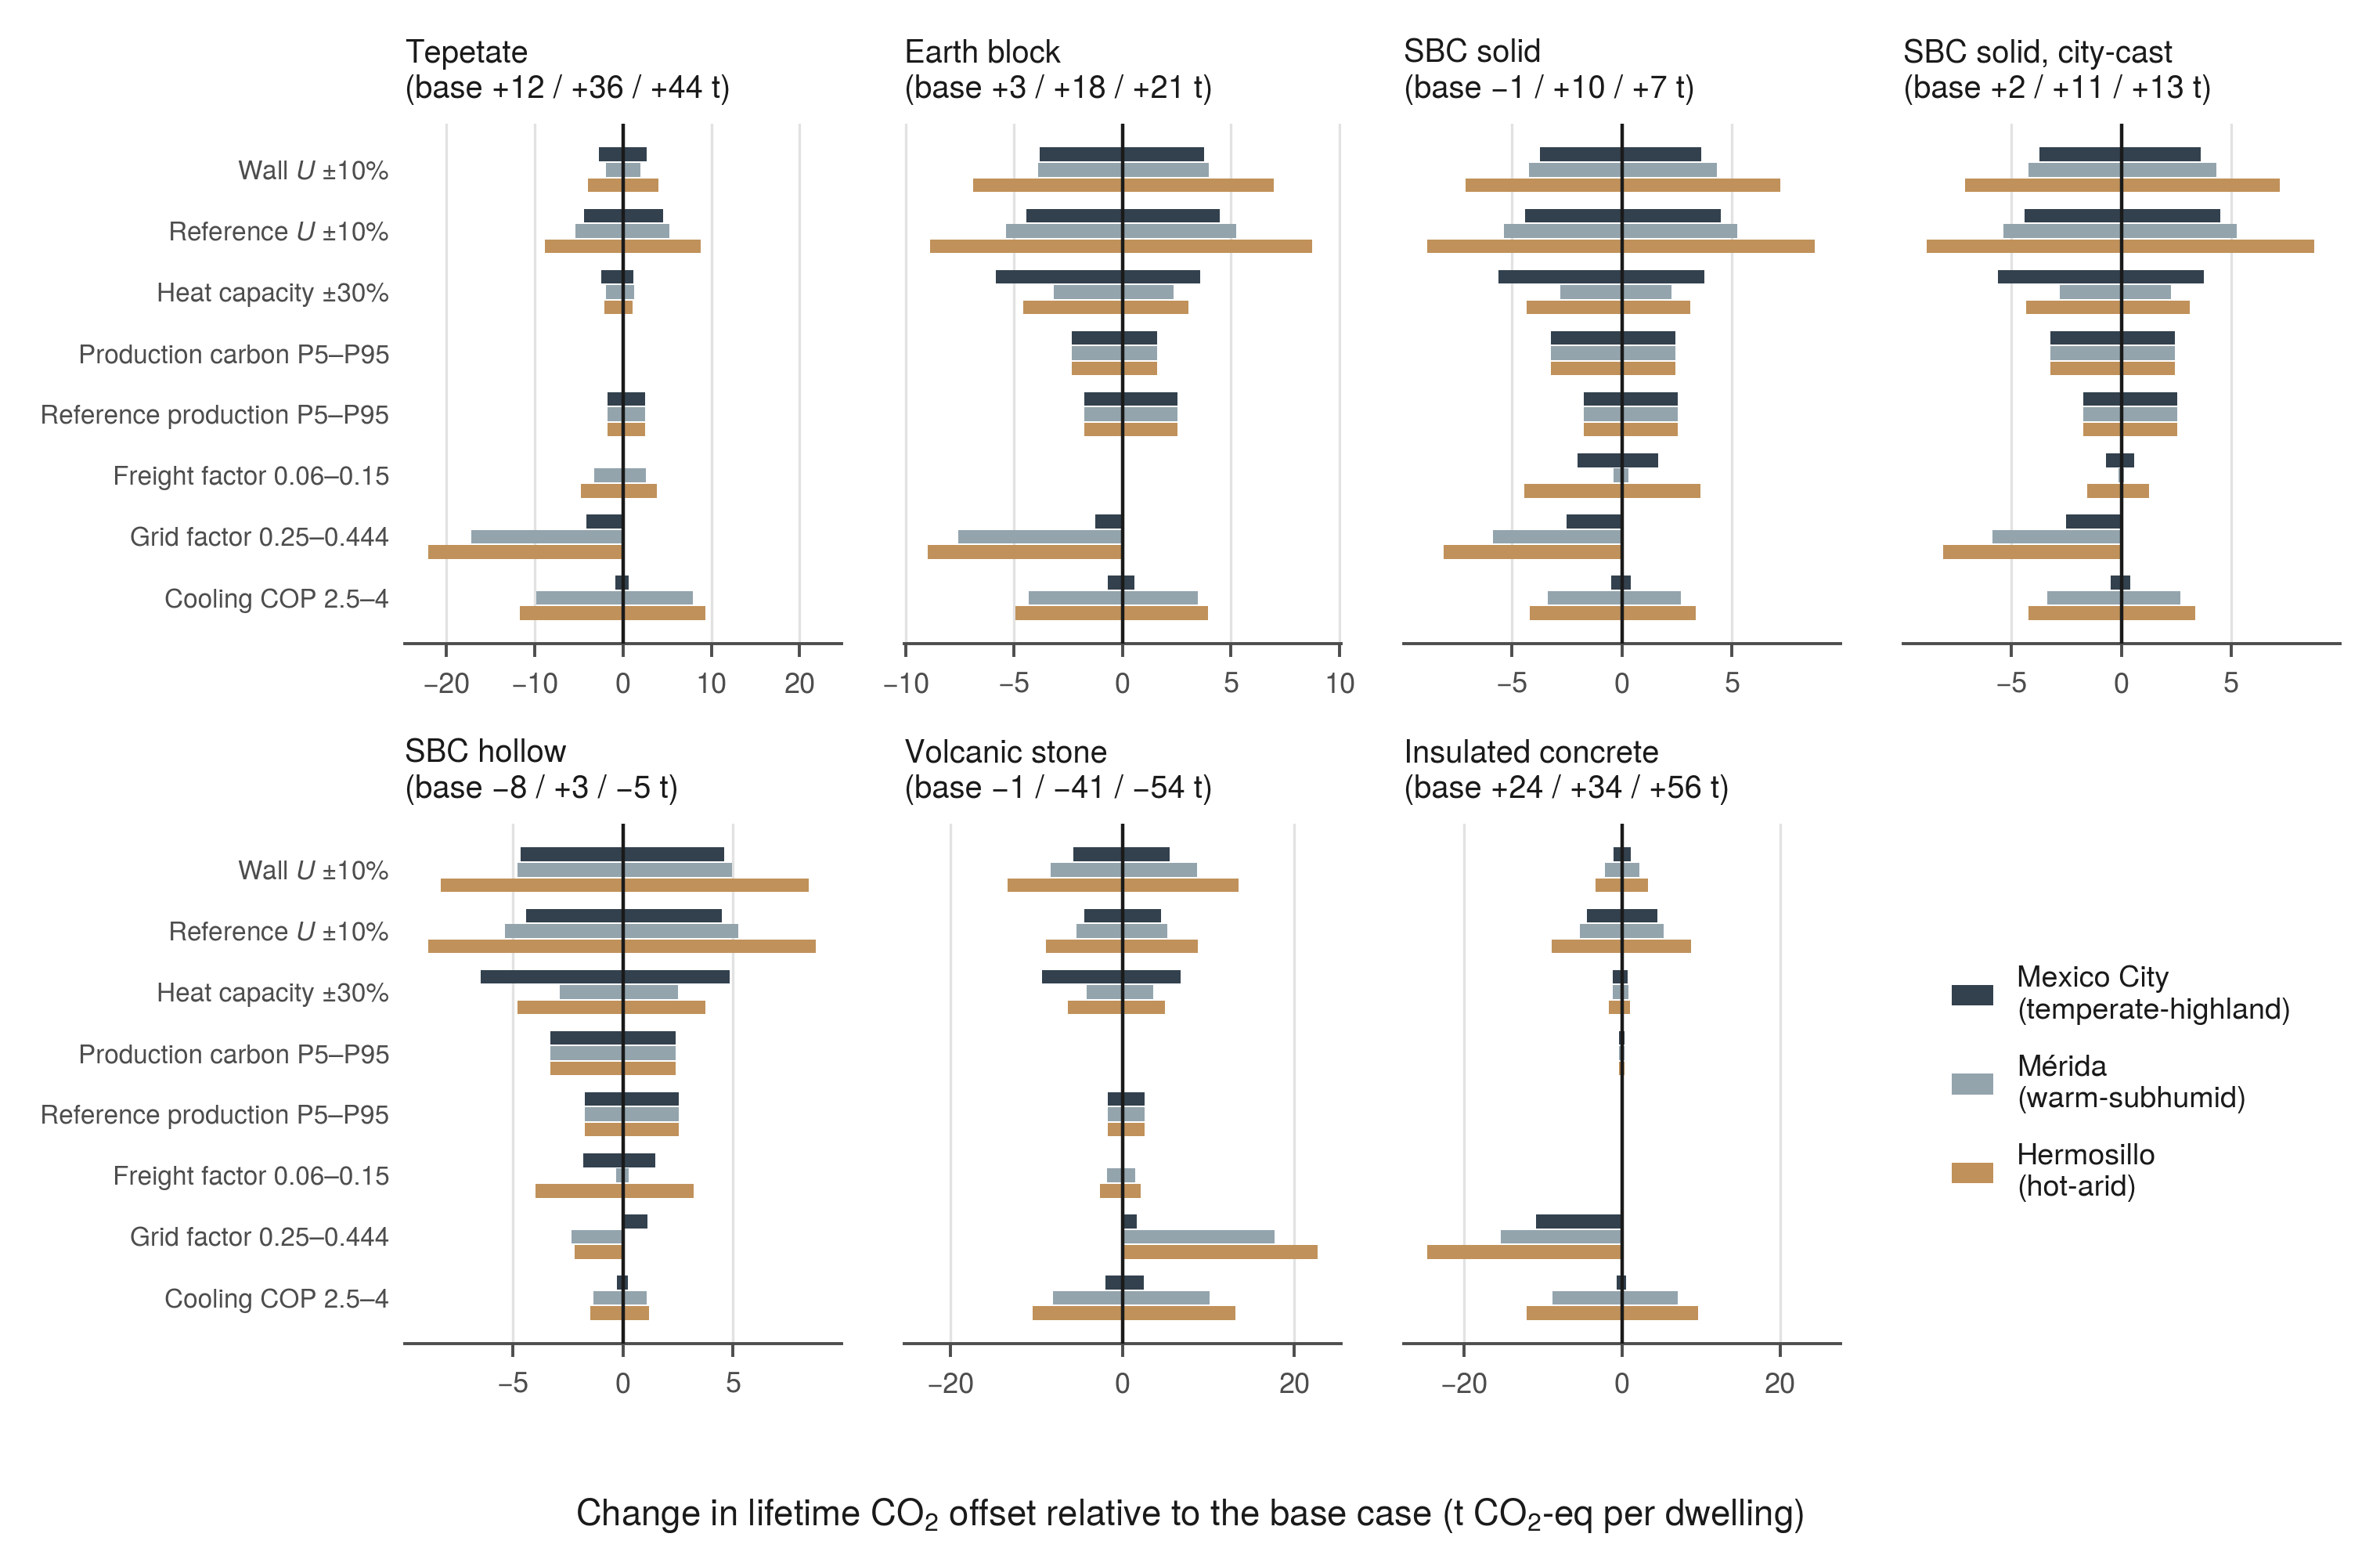 Tepetate
(base +12 / +36 / +44 t)
Earth block
(base +3 / +18 / +21 t)
SBC solid
(base −1 / +10 / +7 t)
SBC solid, city-cast
(base +2 / +11 / +13 t)
Wall U ±10%
Reference U ±10%
Heat capacity ±30%
Production carbon P5–P95
Reference production P5–P95
Freight factor 0.06–0.15
Grid factor 0.25–0.444
Cooling COP 2.5–4
−20 −10 0 10 20
−10 −5 0 5 10
−5 0 5
−5 0 5
SBC hollow
(base −8 / +3 / −5 t)
Volcanic stone
(base −1 / −41 / −54 t)
Insulated concrete
(base +24 / +34 / +56 t)
Wall U ±10%
Reference U ±10%
Heat capacity ±30%
Production carbon P5–P95
Reference production P5–P95
Freight factor 0.06–0.15
Grid factor 0.25–0.444
Cooling COP 2.5–4
−5 0 5
−20 0 20
−20 0 20
Mexico City
(temperate-highland)
Mérida
(warm-subhumid)
Hermosillo
(hot-arid)
Change in lifetime CO₂ offset relative to the base case (t CO₂-eq per dwelling)